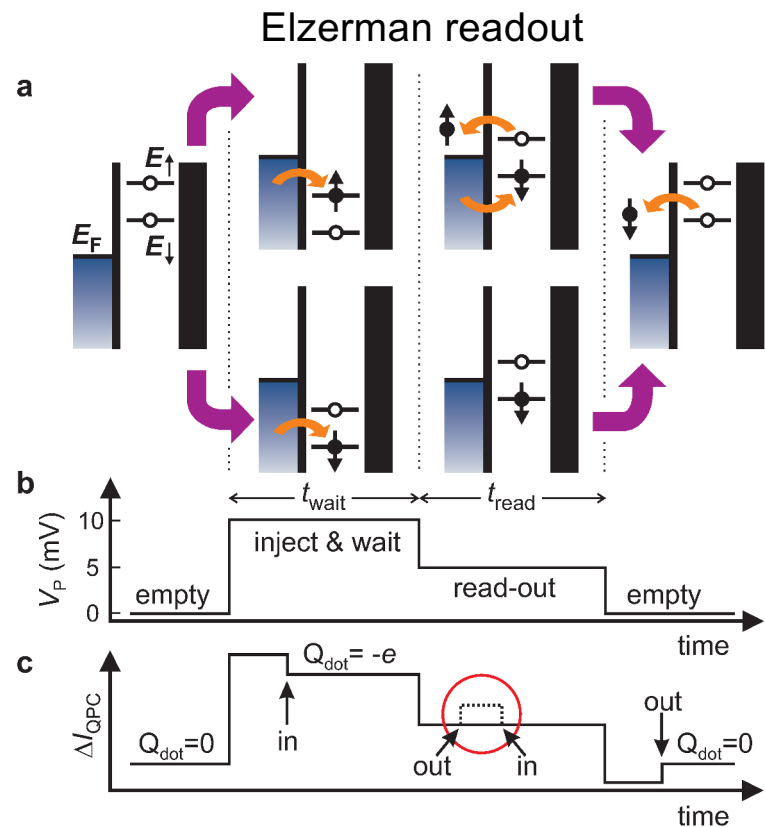 Elzerman readout
a
E↑
E↓
E_F
b
t_wait
t_read
V_P (mV)
10
5
0
empty
inject & wait
read-out
empty
time
c
ΔI_QPC
Q_dot=0
Q_dot= -e
in
out
in
out
Q_dot=0
time